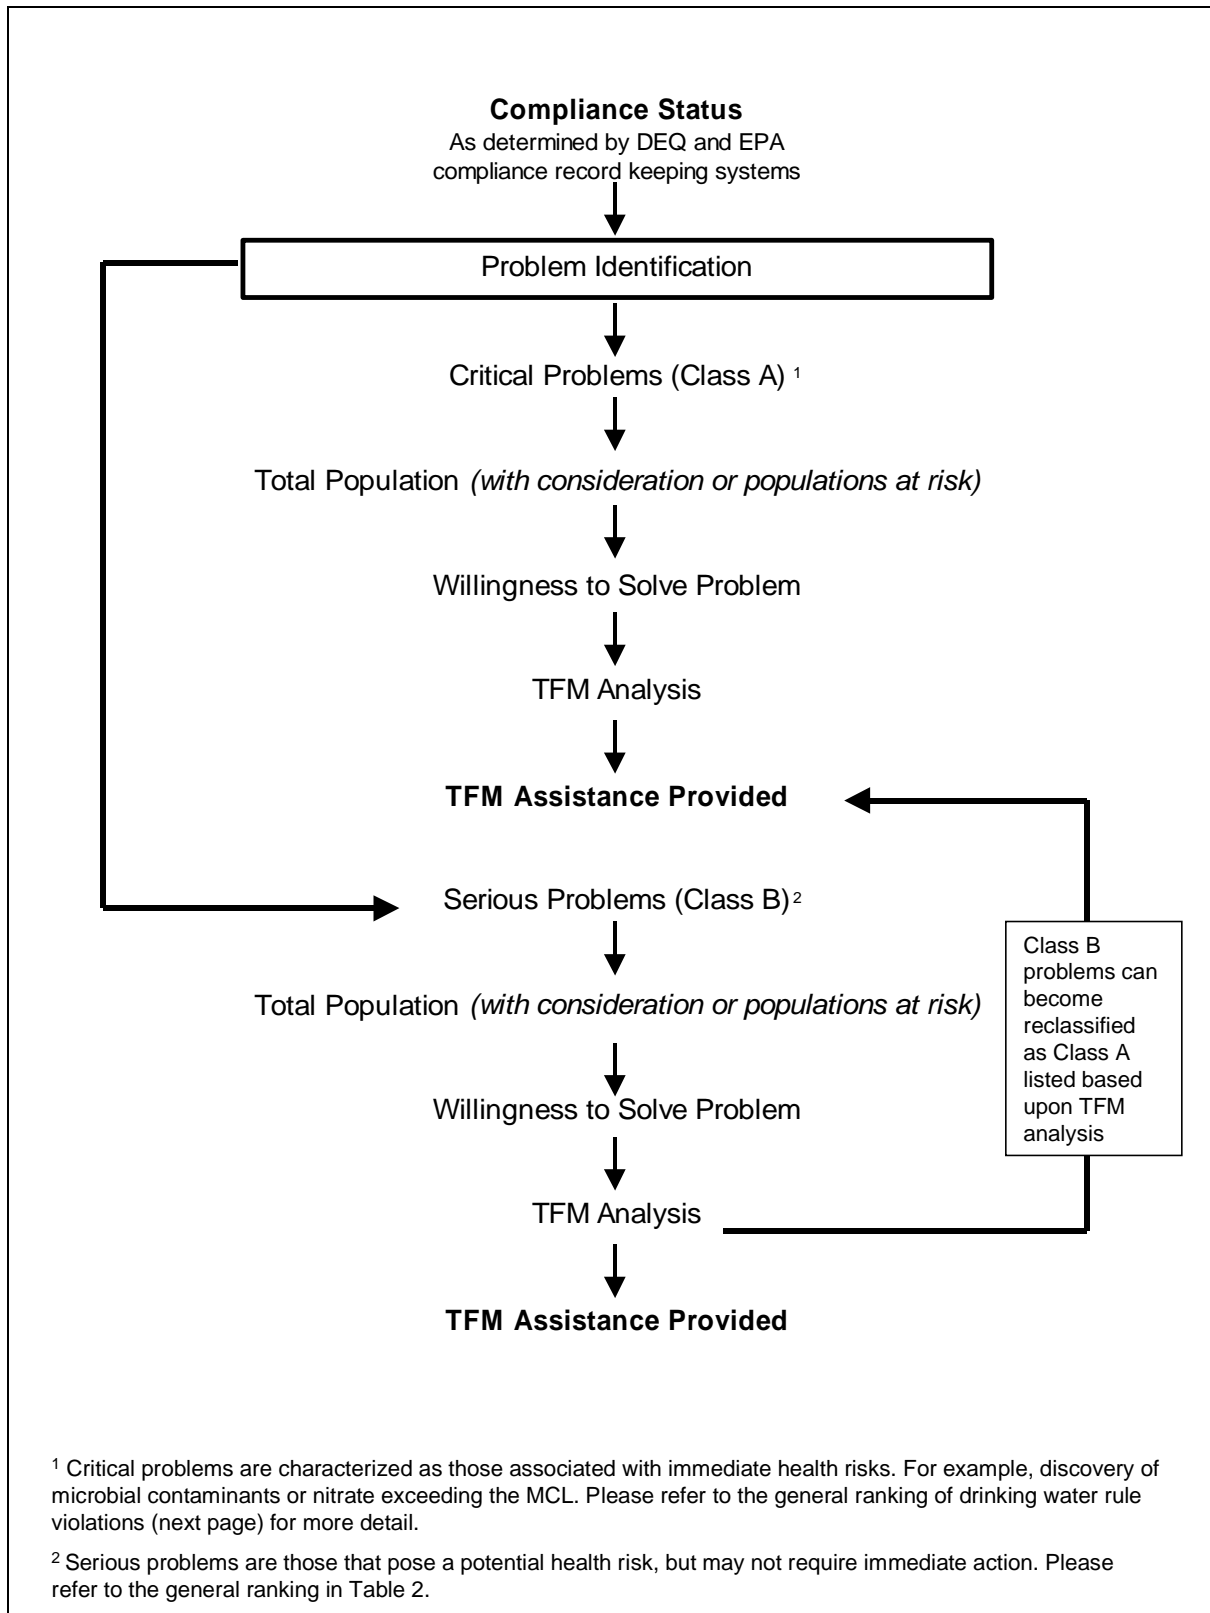 Compliance Status
As determined by DEQ and EPA
compliance record keeping systems
Problem Identification
Critical Problems (Class A) 1
Total Population (with consideration or populations at risk)
Willingness to Solve Problem
TFM Analysis
TFM Assistance Provided
Serious Problems (Class B) 2
Total Population (with consideration or populations at risk)
Willingness to Solve Problem
TFM Analysis
TFM Assistance Provided
Class B
problems can
become
reclassified
as Class A
listed based
upon TFM
analysis
1 Critical problems are characterized as those associated with immediate health risks. For example, discovery of
microbial contaminants or nitrate exceeding the MCL. Please refer to the general ranking of drinking water rule
violations (next page) for more detail.
2 Serious problems are those that pose a potential health risk, but may not require immediate action. Please
refer to the general ranking in Table 2.